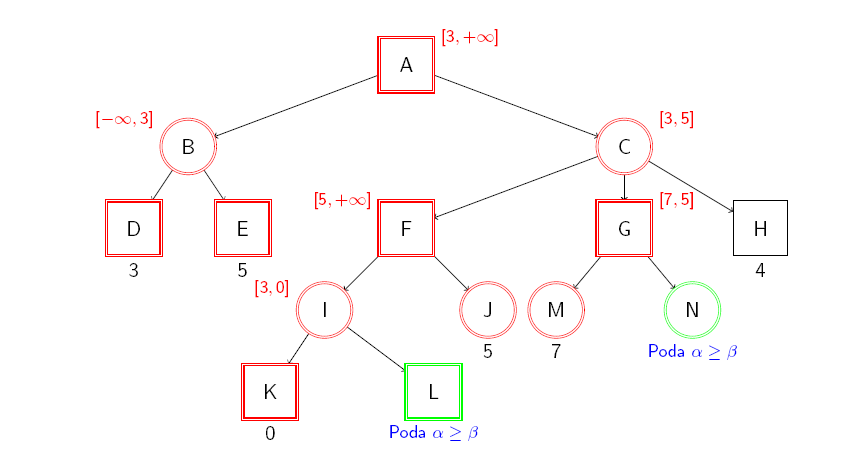 A
[3, +∞]
[−∞, 3]
B
C
[3, 5]
D
E
[5, +∞]
F
G
[7, 5]
H
3
5
4
[3, 0]
I
J
M
N
5
7
Poda α ≥ β
K
L
0
Poda α ≥ β